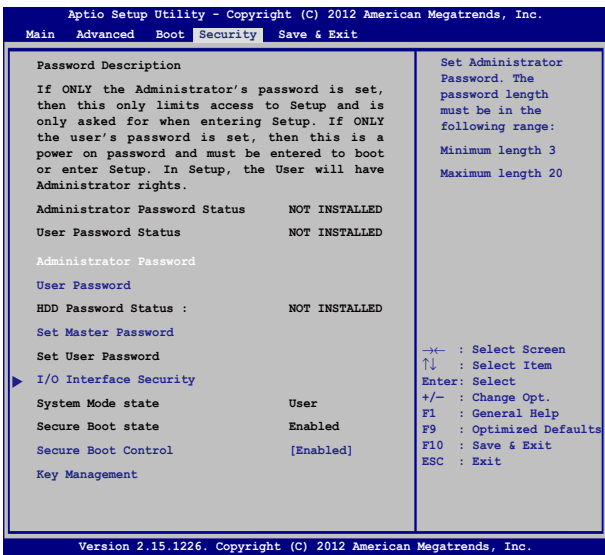 Aptio Setup Utility - Copyright (C) 2012 American Megatrends, Inc.
Main Advanced Boot Security Save & Exit
Password Description
If ONLY the Administrator's password is set,
then this only limits access to Setup and is
only asked for when entering Setup. If ONLY
the user's password is set, then this is a
power on password and must be entered to boot
or enter Setup. In Setup, the User will have
Administrator rights.
Administrator Password Status NOT INSTALLED
User Password Status NOT INSTALLED
Administrator Password
User Password
HDD Password Status : NOT INSTALLED
Set Master Password
Set User Password
I/O Interface Security
System Mode state User
Secure Boot state Enabled
Secure Boot Control [Enabled]
Key Management
Set Administrator
Password. The
password length
must be in the
following range:
Minimum length 3
Maximum length 20
→← : Select Screen
↑↓ : Select Item
Enter: Select
+/— : Change Opt.
F1 : General Help
F9 : Optimized Defaults
F10 : Save & Exit
ESC : Exit
Version 2.15.1226. Copyright (C) 2012 American Megatrends, Inc.